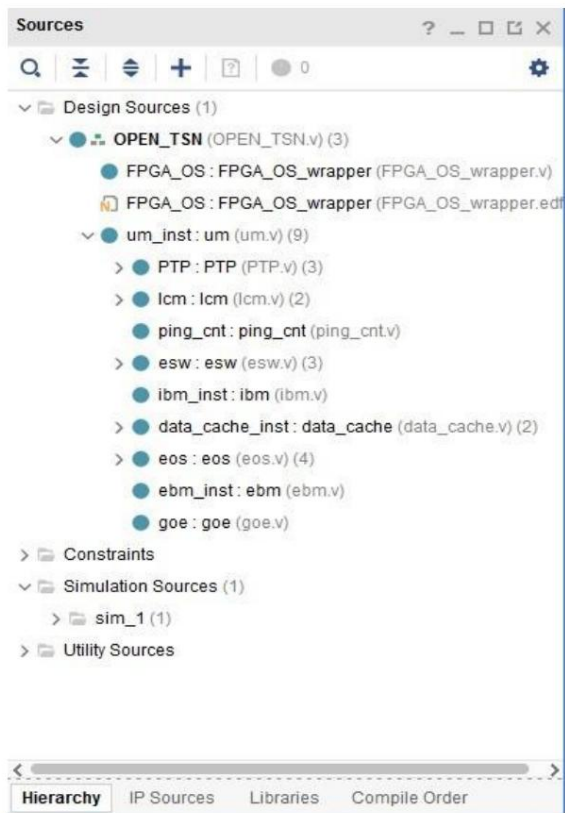 Sources
0
Design Sources (1)
OPEN_TSN (OPEN_TSN.v) (3)
FPGA_OS : FPGA_OS_wrapper (FPGA_OS_wrapper.v)
FPGA_OS : FPGA_OS_wrapper (FPGA_OS_wrapper.edf
um_inst : um (um.v) (9)
PTP : PTP (PTP.v) (3)
lcm : lcm (lcm.v) (2)
ping_cnt : ping_cnt (ping_cnt.v)
esw : esw (esw.v) (3)
ibm_inst : ibm (ibm.v)
data_cache_inst : data_cache (data_cache.v) (2)
eos : eos (eos.v) (4)
ebm_inst : ebm (ebm.v)
goe : goe (goe.v)
Constraints
Simulation Sources (1)
sim_1 (1)
Utility Sources
Hierarchy IP Sources Libraries Compile Order